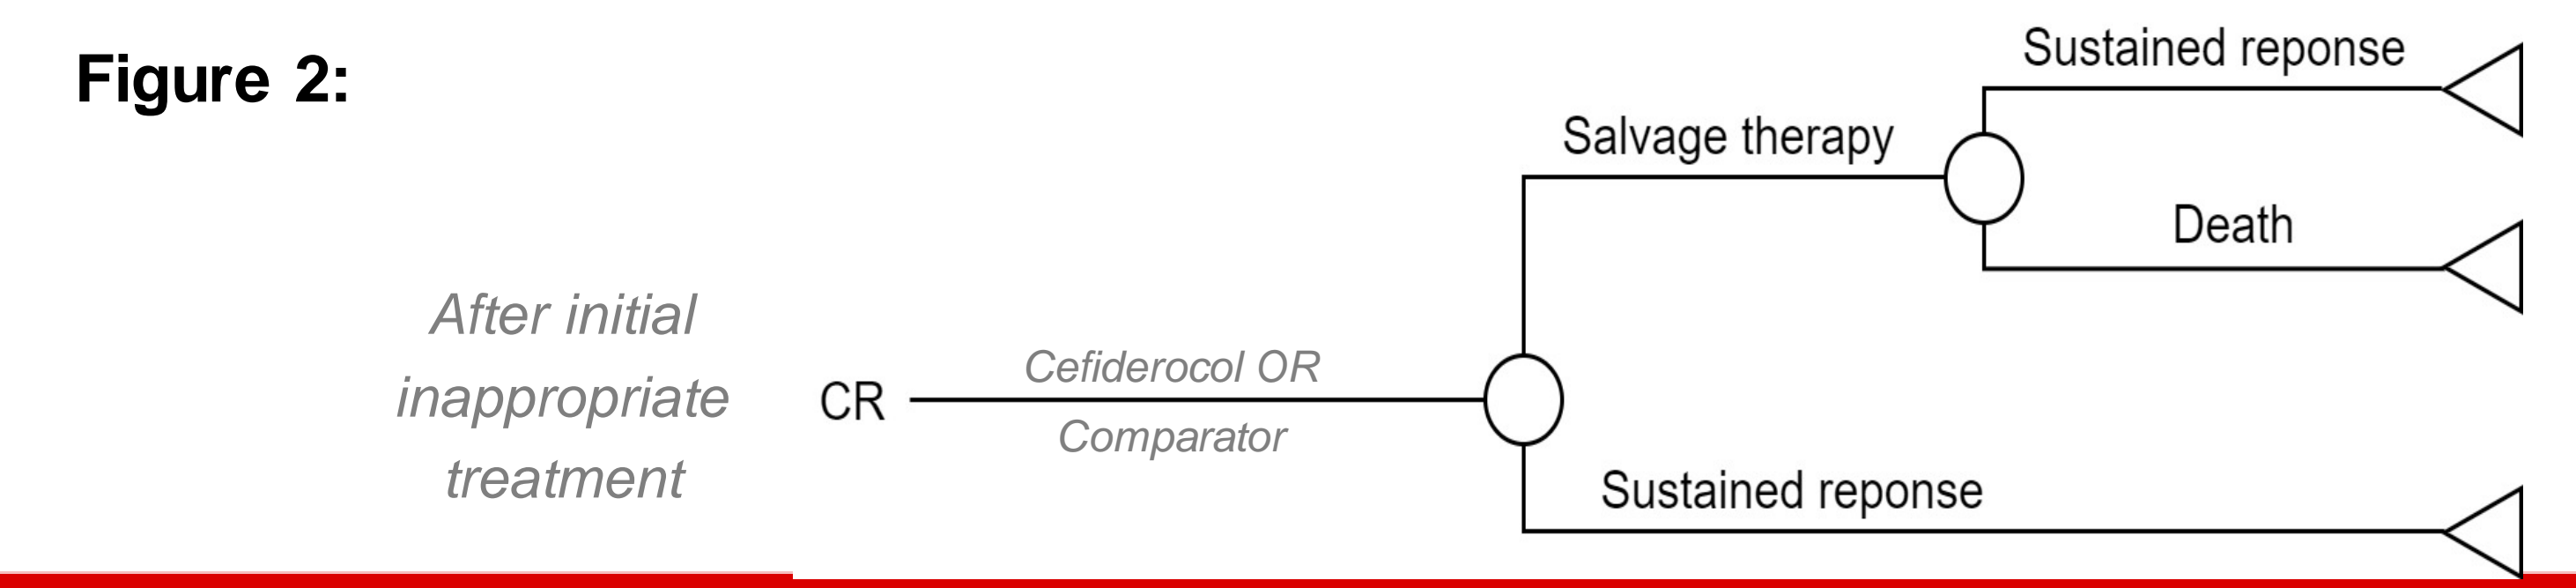 Figure 2:
Sustained reponse
Salvage therapy
Death
After initial
inappropriate
treatment
CR
Cefiderocol OR
Comparator
Sustained reponse